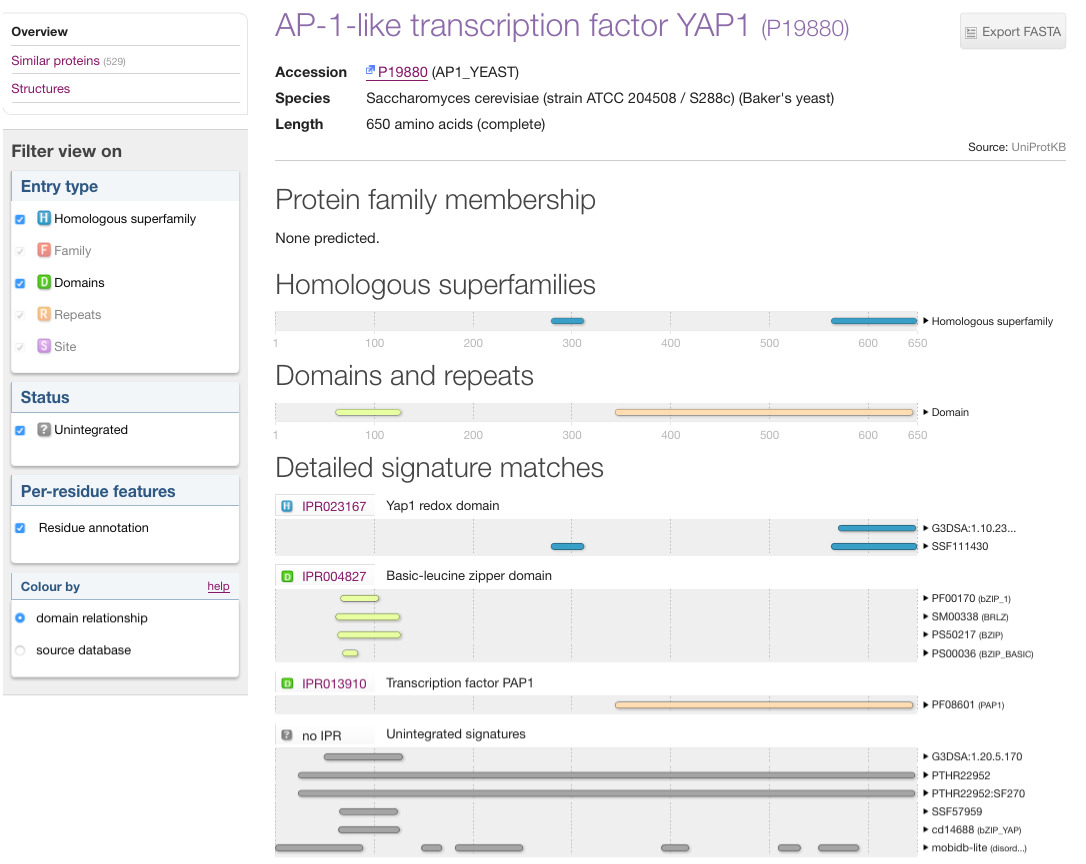 Overview
Similar proteins (529)
Structures
Filter view on
Entry type
H Homologous superfamily
F Family
D Domains
R Repeats
S Site
Status
? Unintegrated
Per-residue features
Residue annotation
Colour by help
domain relationship
source database
AP-1-like transcription factor YAP1 (P19880)
Export FASTA
Accession P19880 (AP1_YEAST)
Species Saccharomyces cerevisiae (strain ATCC 204508 / S288c) (Baker's yeast)
Length 650 amino acids (complete)
Source: UniProtKB
Protein family membership
None predicted.
Homologous superfamilies
Homologous superfamily
1 100 200 300 400 500 600 650
Domains and repeats
Domain
1 100 200 300 400 500 600 650
Detailed signature matches
H IPR023167 Yap1 redox domain
G3DSA:1.10.23...
SSF111430
D IPR004827 Basic-leucine zipper domain
PF00170 (bZIP_1)
SM00338 (BRLZ)
PS50217 (BZIP)
PS00036 (BZIP_BASIC)
D IPR013910 Transcription factor PAP1
PF08601 (PAP1)
? no IPR Unintegrated signatures
G3DSA:1.20.5.170
PTHR22952
PTHR22952:SF270
SSF57959
cd14688 (bZIP_YAP)
mobidb-lite (disord...)